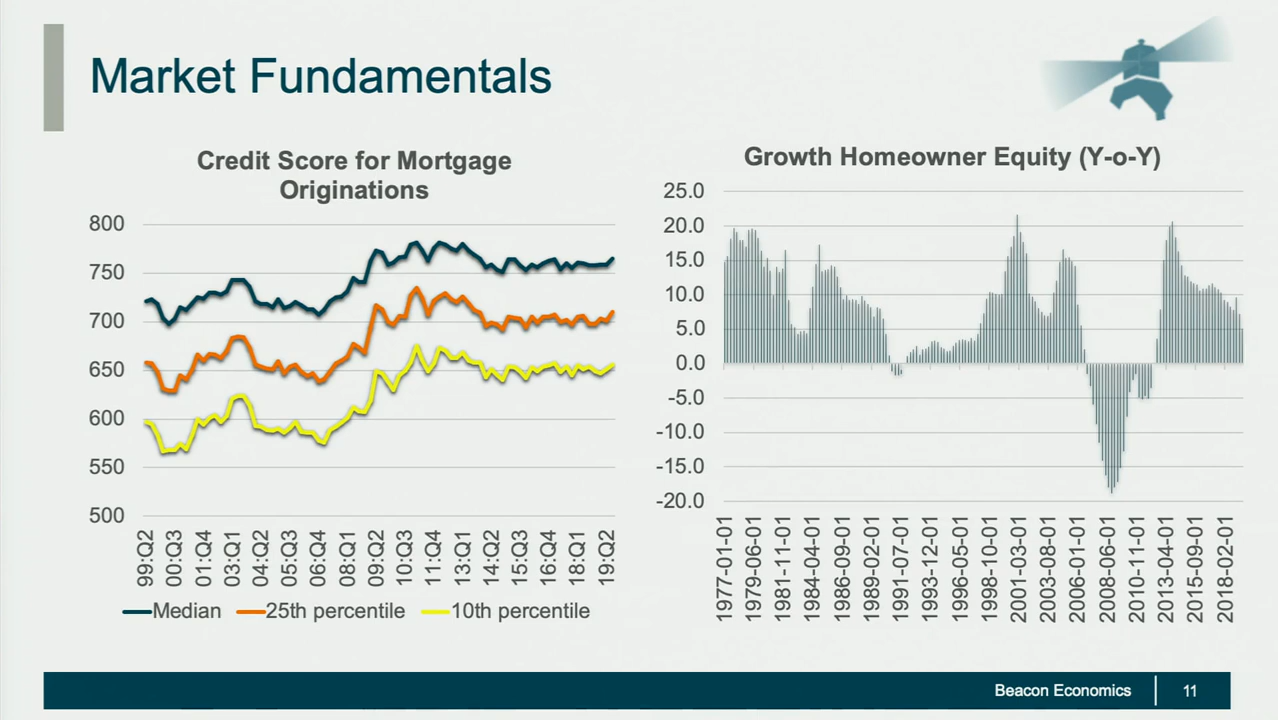 Market Fundamentals
Credit Score for Mortgage
Originations
800
750
700
650
600
550
500
99:Q2
00:Q3
01:Q4
03:Q1
04:Q2
05:Q3
06:Q4
08:Q1
09:Q2
10:Q3
11:Q4
13:Q1
14:Q2
15:Q3
16:Q4
18:Q1
19:Q2
Median
25th percentile
10th percentile
Growth Homeowner Equity (Y-o-Y)
25.0
20.0
15.0
10.0
5.0
0.0
-5.0
-10.0
-15.0
-20.0
1977-01-01
1979-06-01
1981-11-01
1984-04-01
1986-09-01
1989-02-01
1991-07-01
1993-12-01
1996-05-01
1998-10-01
2001-03-01
2003-08-01
2006-01-01
2008-06-01
2010-11-01
2013-04-01
2015-09-01
2018-02-01
Beacon Economics
11